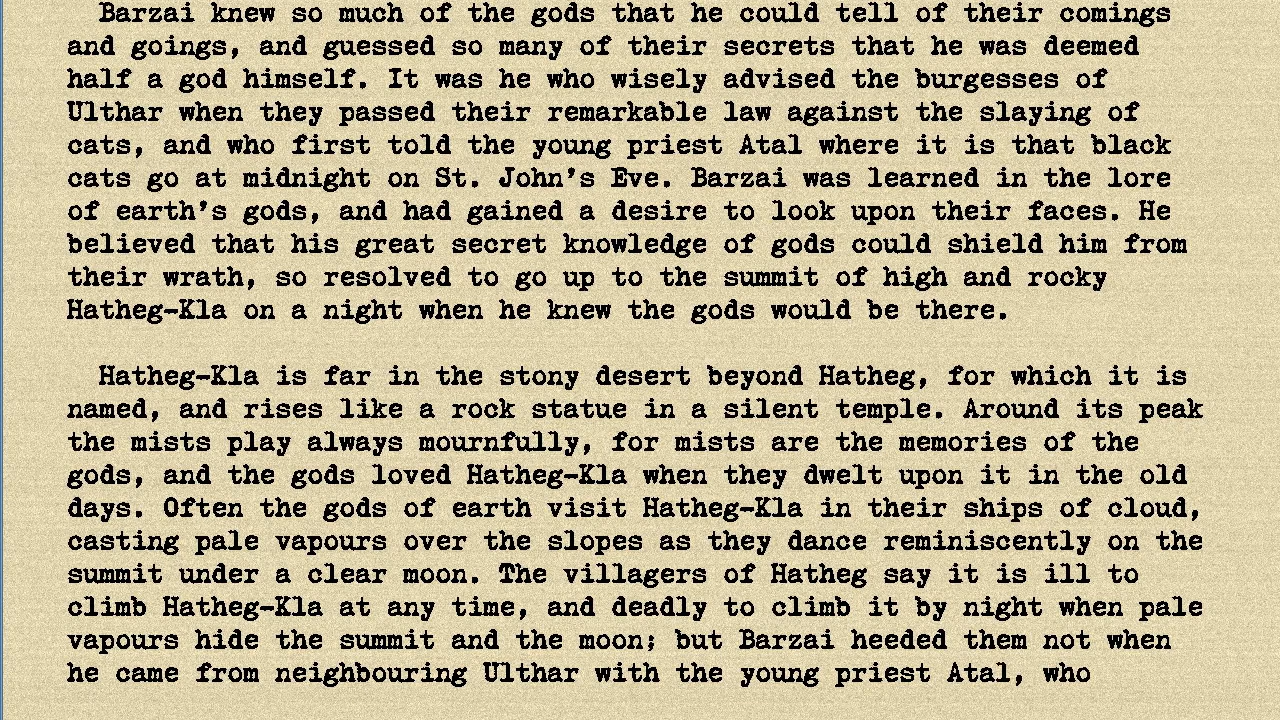 Barzai knew so much of the gods that he could tell of their comings
and goings, and guessed so many of their secrets that he was deemed
half a god himself. It was he who wisely advised the burgesses of
Ulthar when they passed their remarkable law against the slaying of
cats, and who first told the young priest Atal where it is that black
cats go at midnight on St. John's Eve. Barzai was learned in the lore
of earth's gods, and had gained a desire to look upon their faces. He
believed that his great secret knowledge of gods could shield him from
their wrath, so resolved to go up to the summit of high and rocky
Hatheg-Kla on a night when he knew the gods would be there.

Hatheg-Kla is far in the stony desert beyond Hatheg, for which it is
named, and rises like a rock statue in a silent temple. Around its peak
the mists play always mournfully, for mists are the memories of the
gods, and the gods loved Hatheg-Kla when they dwelt upon it in the old
days. Often the gods of earth visit Hatheg-Kla in their ships of cloud,
casting pale vapours over the slopes as they dance reminiscently on the
summit under a clear moon. The villagers of Hatheg say it is ill to
climb Hatheg-Kla at any time, and deadly to climb it by night when pale
vapours hide the summit and the moon; but Barzai heeded them not when
he came from neighbouring Ulthar with the young priest Atal, who